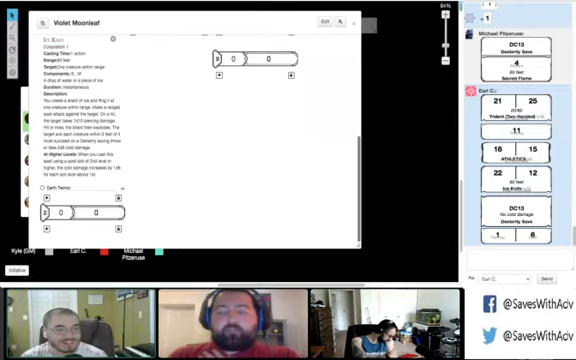 84%
Violet Moonleaf
Edit
ICE KNIFE
Conjuration 1
Casting Time: 1 action
Range: 60 feet
Target: One creature within range
Components: S , M
A drop of water or a piece of ice
Duration: Instantaneous
Description:
You create a shard of ice and fling it at
one creature within range. Make a ranged
spell attack against the target. On a hit,
the target takes 1d10 piercing damage.
Hit or miss, the shard then explodes. The
target and each creature within 5 feet of it
must succeed on a Dexterity saving throw
or take 2d6 cold damage.
At Higher Levels: When you cast this
spell using a spell slot of 2nd level or
higher, the cold damage increases by 1d6
for each slot level above 1st.
Earth Tremor
2 0 0
9 0 0
Kyle (GM)
Earl C.
Michael Pitzeruse
Initiative
1
Michael Pitzeruse:
DC13
Dexterity Save
4
60 feet
Sacred Flame
Earl C.:
21 25
20/60
Trident (Two-Handed)
11
18 15
ATHLETICS
22 12
60 feet
Ice Knife
DC13
No cold damage
Dexterity Save
1 6
As:
Earl C.
Send
@SavesWithAdv
@SavesWithAdv